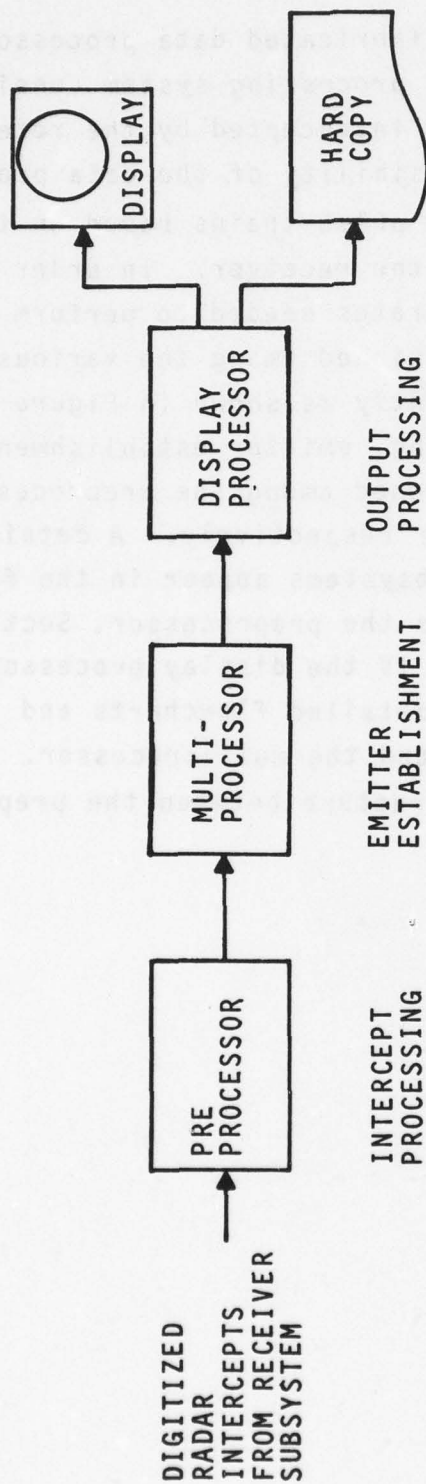 DIGITIZED
RADAR
INTERCEPTS
FROM RECEIVER
SUBSYSTEM
PRE
PROCESSOR
MULTI
PROCESSOR
DISPLAY
PROCESSOR
DISPLAY
HARD
COPY
INTERCEPT
PROCESSING
EMITTER
ESTABLISHMENT
OUPUT
PROCESSING